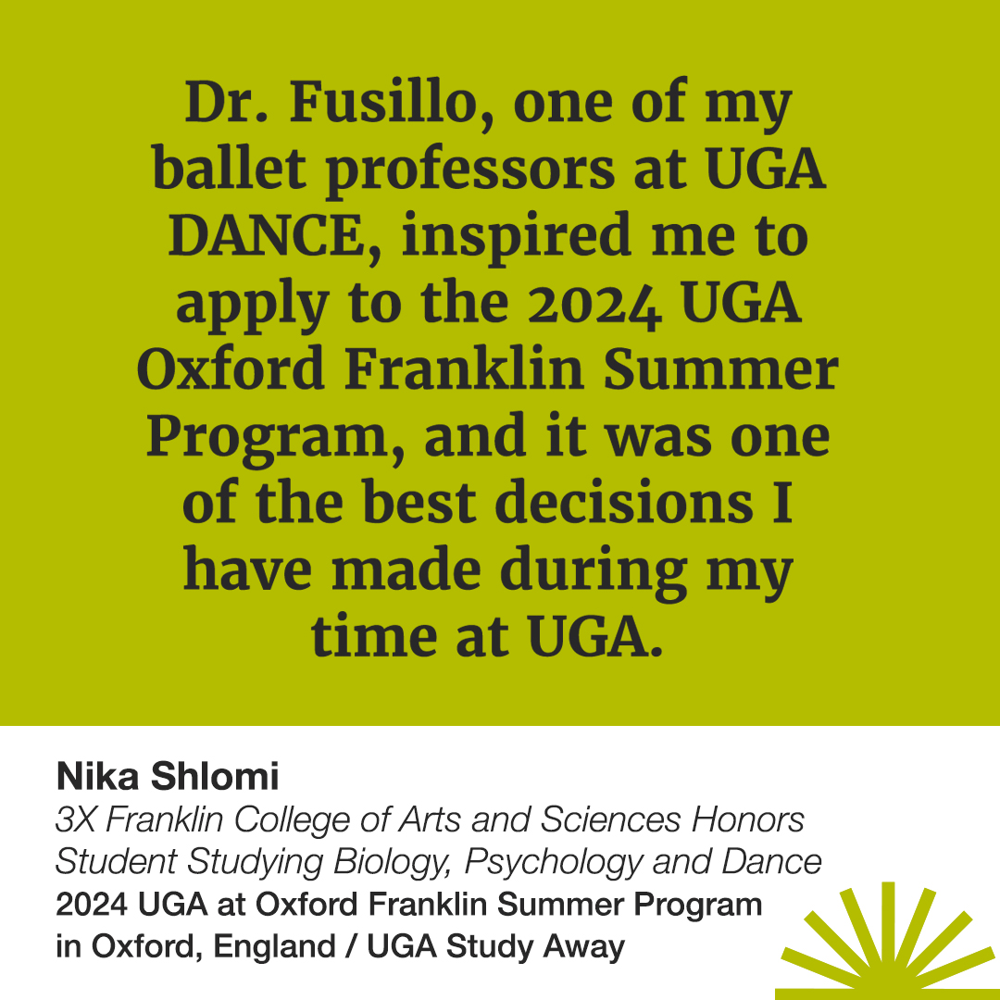 Dr. Fusillo, one of my
ballet professors at UGA
DANCE, inspired me to
apply to the 2024 UGA
Oxford Franklin Summer
Program, and it was one
of the best decisions I
have made during my
time at UGA.
Nika Shlomi
3X Franklin College of Arts and Sciences Honors
Student Studying Biology, Psychology and Dance
2024 UGA at Oxford Franklin Summer Program
in Oxford, England / UGA Study Away